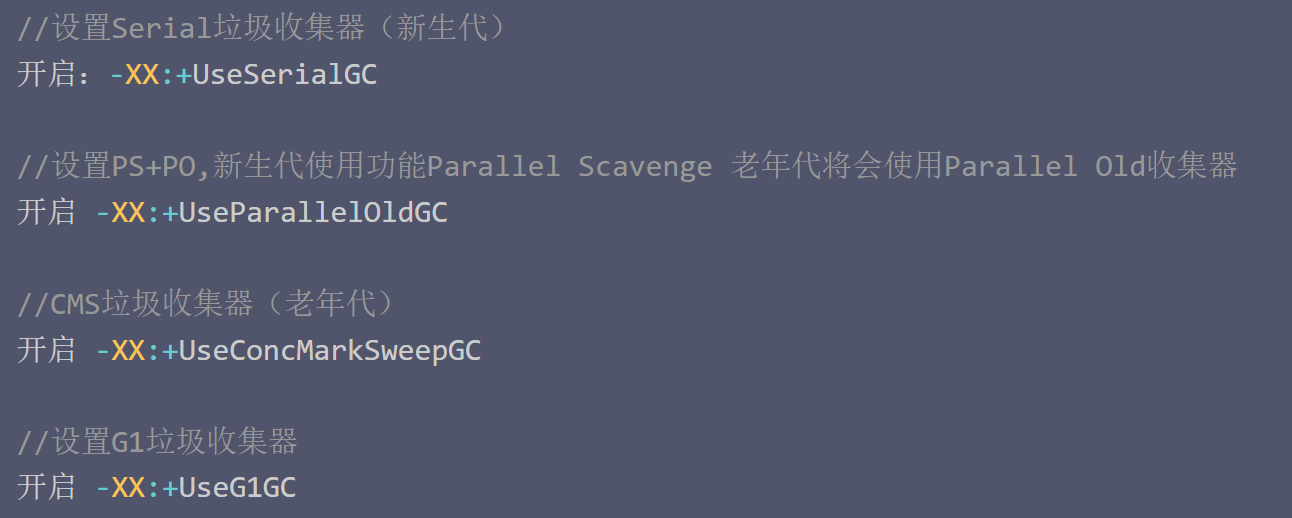 //设置Serial垃圾收集器（新生代）
开启：-XX:+UseSerialGC
//设置PS+PO,新生代使用功能Parallel Scavenge 老年代将会使用Parallel Old收集器
开启 -XX:+UseParallelOldGC
//CMS垃圾收集器（老年代）
开启 -XX:+UseConcMarkSweepGC
//设置G1垃圾收集器
开启 -XX:+UseG1GC